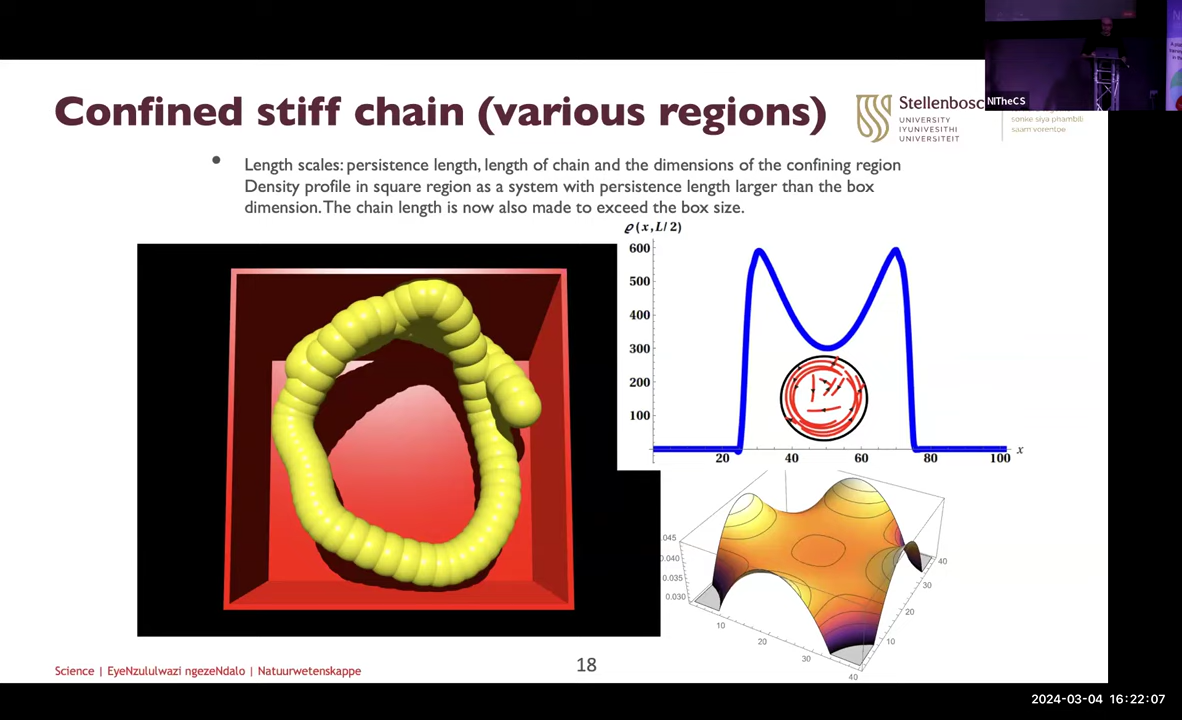 Confined stiff chain (various regions)
Stellenbosc
UNIVERSITY
IYUNIVESITHI
UNIVERSITEIT
sonke siya phambili
saam vorentoe
NITheCS
• Length scales: persistence length, length of chain and the dimensions of the confining region
Density profile in square region as a system with persistence length larger than the box
dimension. The chain length is now also made to exceed the box size.
ϱ(x, L/2)
600
500
400
300
200
100
20 40 60 80 100 x
.045
0.040
0.035
0.030
10
20
30
40
10
20
30
40
Science | EyeNzululwazi ngezeNdalo | Natuurwetenskappe
18
2024-03-04 16:22:07